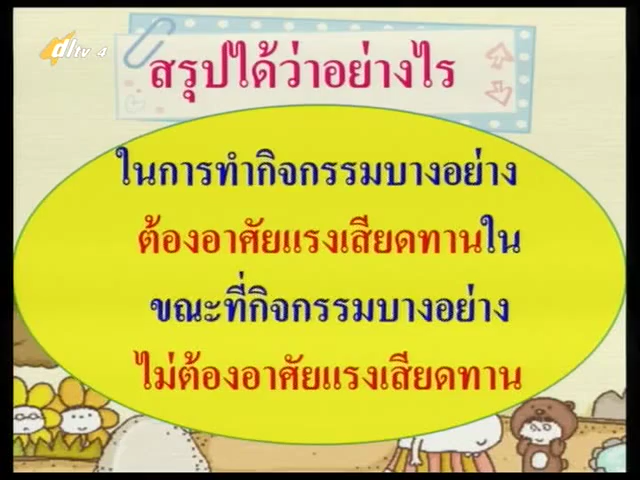 dltv 4
สรุปได้ว่าอย่างไร
ในการทำกิจกรรมบางอย่าง
ต้องอาศัยแรงเสียดทานใน
ขณะที่กิจกรรมบางอย่าง
ไม่ต้องอาศัยแรงเสียดทาน